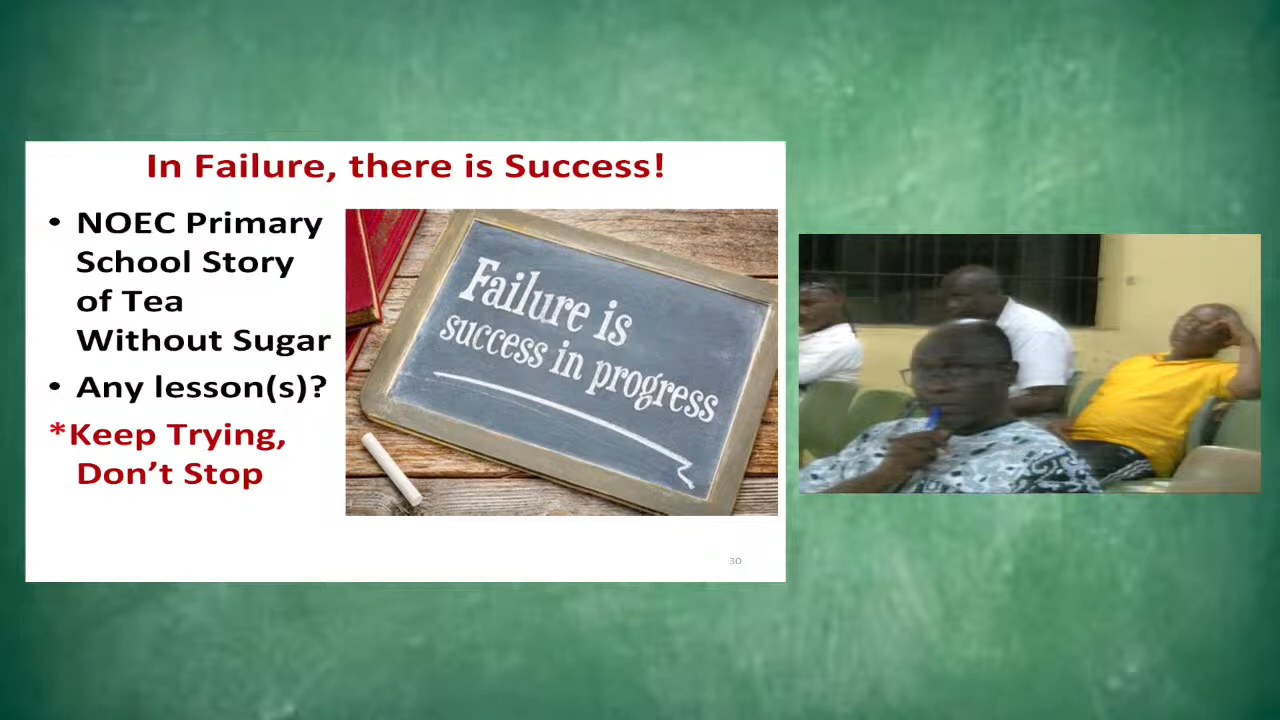 In Failure, there is Success!
• NOEC Primary
School Story
of Tea
Without Sugar
• Any lesson(s)?
*Keep Trying,
Don’t Stop
Failure is
success in progress
30